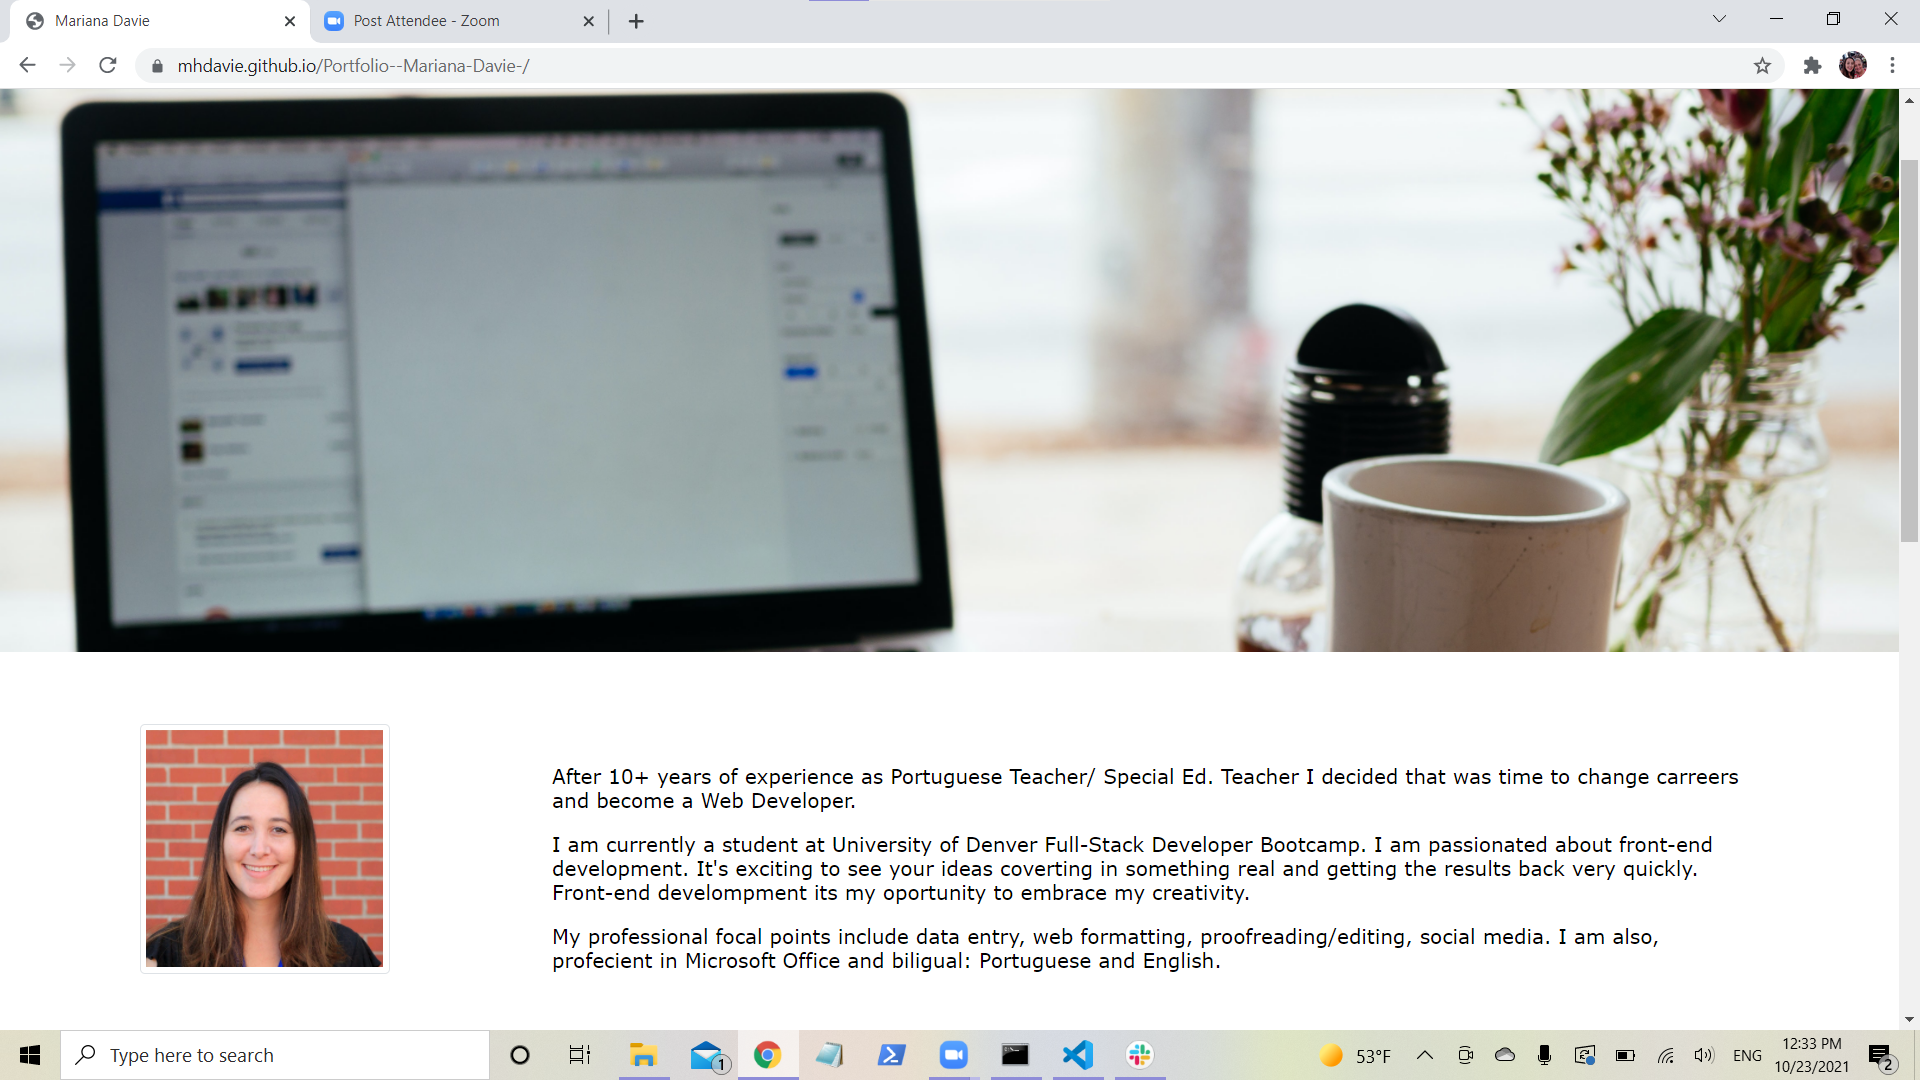 Mariana Davie
Post Attendee - Zoom
mhdavie.github.io/Portfolio--Mariana-Davie-/
After 10+ years of experience as Portuguese Teacher/ Special Ed. Teacher I decided that was time to change carreers
and become a Web Developer.
I am currently a student at University of Denver Full-Stack Developer Bootcamp. I am passionated about front-end
development. It's exciting to see your ideas coverting in something real and getting the results back very quickly.
Front-end develompment its my oportunity to embrace my creativity.
My professional focal points include data entry, web formatting, proofreading/editing, social media. I am also,
profecient in Microsoft Office and biligual: Portuguese and English.
Type here to search
1
53°F
ENG
12:33 PM
10/23/2021
2